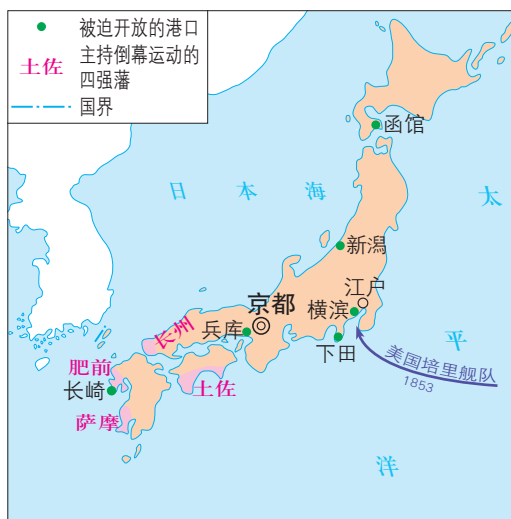 被迫开放的港口
土佐
主持倒幕运动的
四强藩
国界
函馆
日本海
太
新潟
江户
京都
横滨
兵库
长州
下田
平
美国培里舰队
1853
肥前
长崎
土佐
萨摩
洋